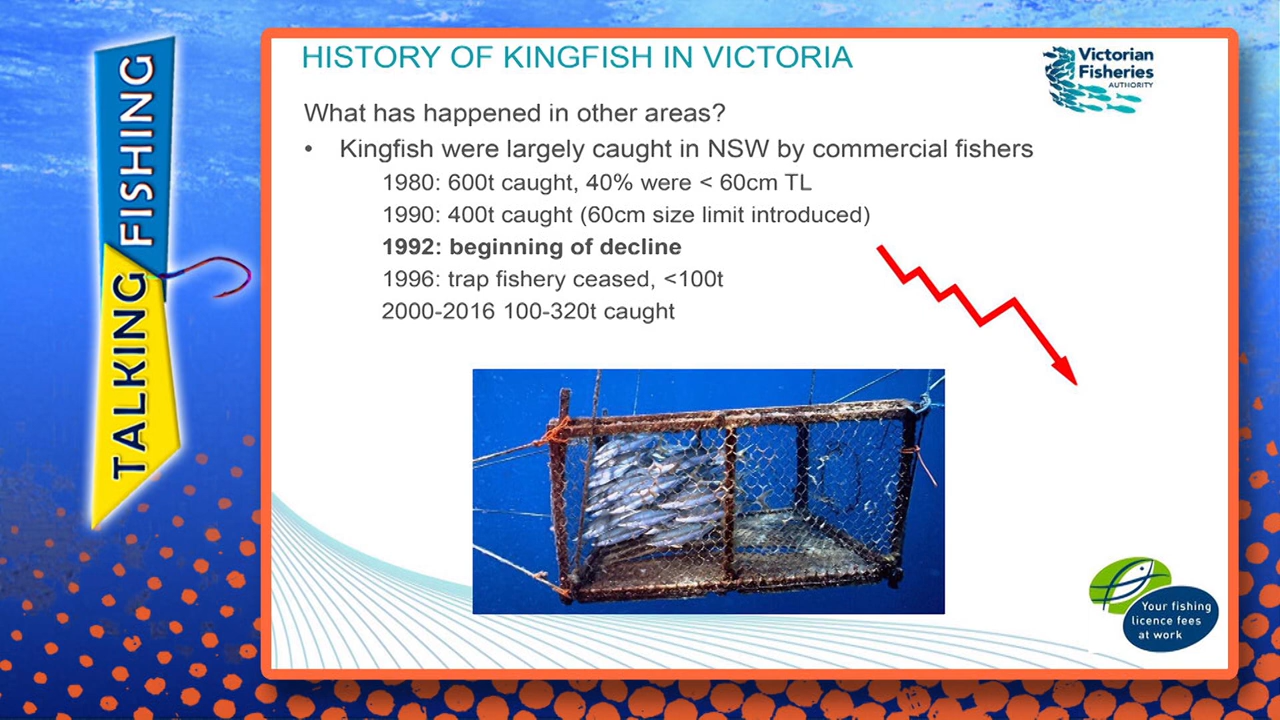 TALKING FISHING
HISTORY OF KINGFISH IN VICTORIA
Victorian
Fisheries
AUTHORITY
What has happened in other areas?
• Kingfish were largely caught in NSW by commercial fishers
1980: 600t caught, 40% were < 60cm TL
1990: 400t caught (60cm size limit introduced)
1992: beginning of decline
1996: trap fishery ceased, <100t
2000-2016 100-320t caught
Your fishing
licence fees
at work